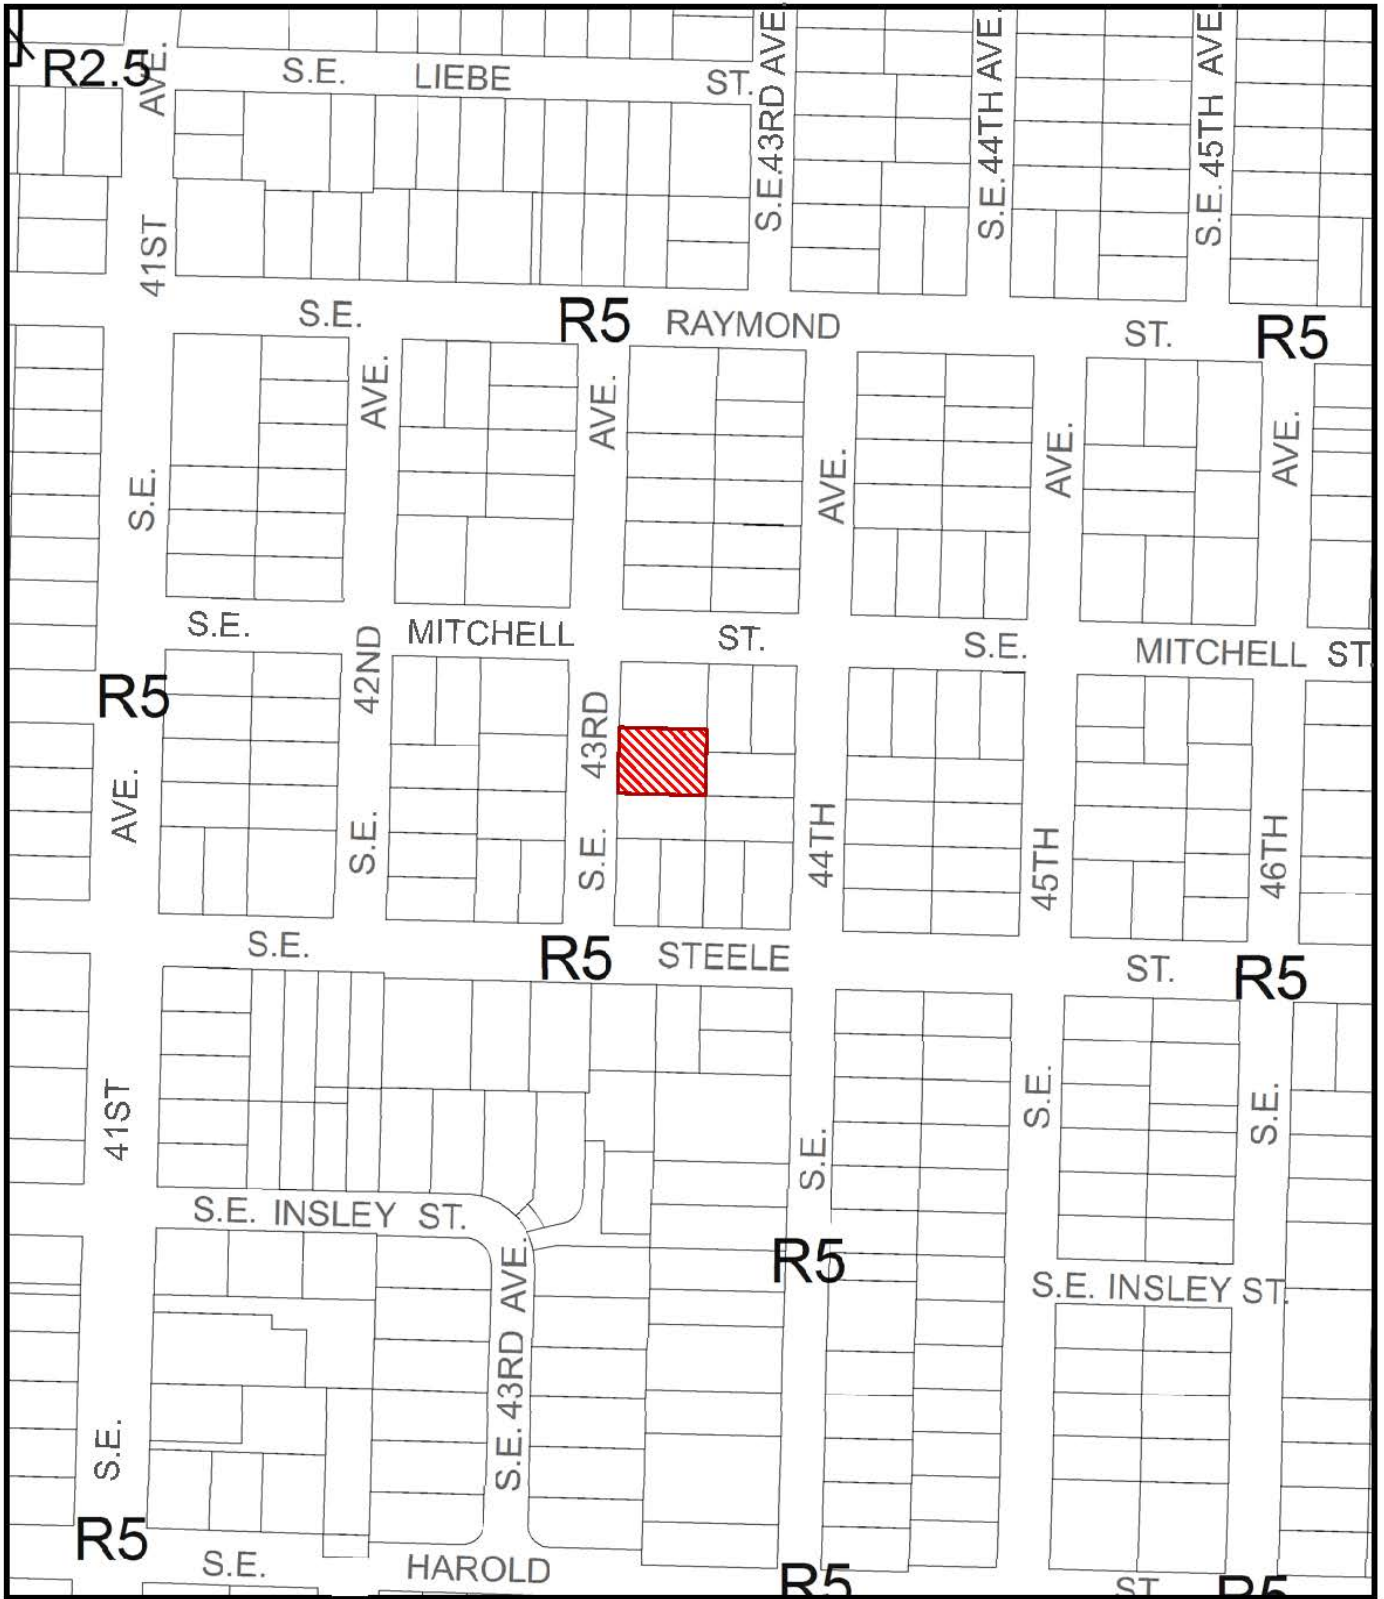 R2.5
AVE.
S.E. LIEBE ST.
S.E. 43RD AVE.
S.E. 44TH AVE.
S.E. 45TH AVE.
41ST
S.E. R5 RAYMOND ST. R5
AVE.
AVE.
AVE.
AVE.
AVE.
S.E.
S.E. MITCHELL ST. S.E. MITCHELL ST.
42ND
R5
43RD
AVE.
S.E.
S.E.
44TH
45TH
46TH
S.E. R5 STEELE ST. R5
41ST
S.E.
S.E.
S.E.
S.E. INSLEY ST.
R5
S.E. INSLEY ST.
S.E. 43RD AVE.
S.E.
R5
S.E. HAROLD ST.
R5
R5